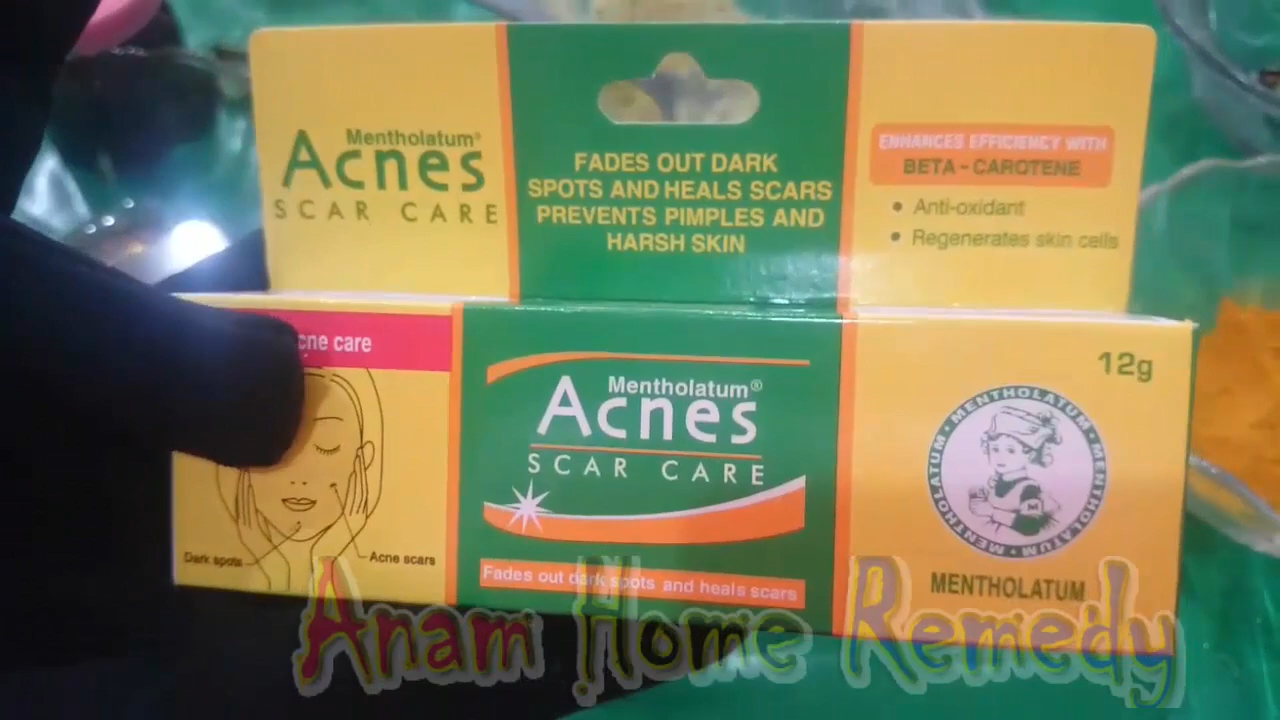 Mentholatum®
Acnes
SCAR CARE
FADES OUT DARK
SPOTS AND HEALS SCARS
PREVENTS PIMPLES AND
HARSH SKIN
ENHANCES EFFICIENCY WITH
BETA-CAROTENE
• Anti-oxidant
• Regenerates skin cells
cne care
Dark spots
Acne scars
Mentholatum®
Acnes
SCAR CARE
Fades out dark spots and heals scars
12g
MENTHOLATUM • MENTHOLATUM • MENTHOLATUM • MENTHOLATUM •
M
MENTHOLATUM
Anam Home Remedy